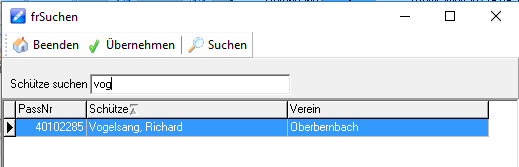 frSuchen
Beenden Übernehmen Suchen
Schütze suchen vog
PassNr Schütze Verein
40102285 Vogelsang, Richard Oberbernbach